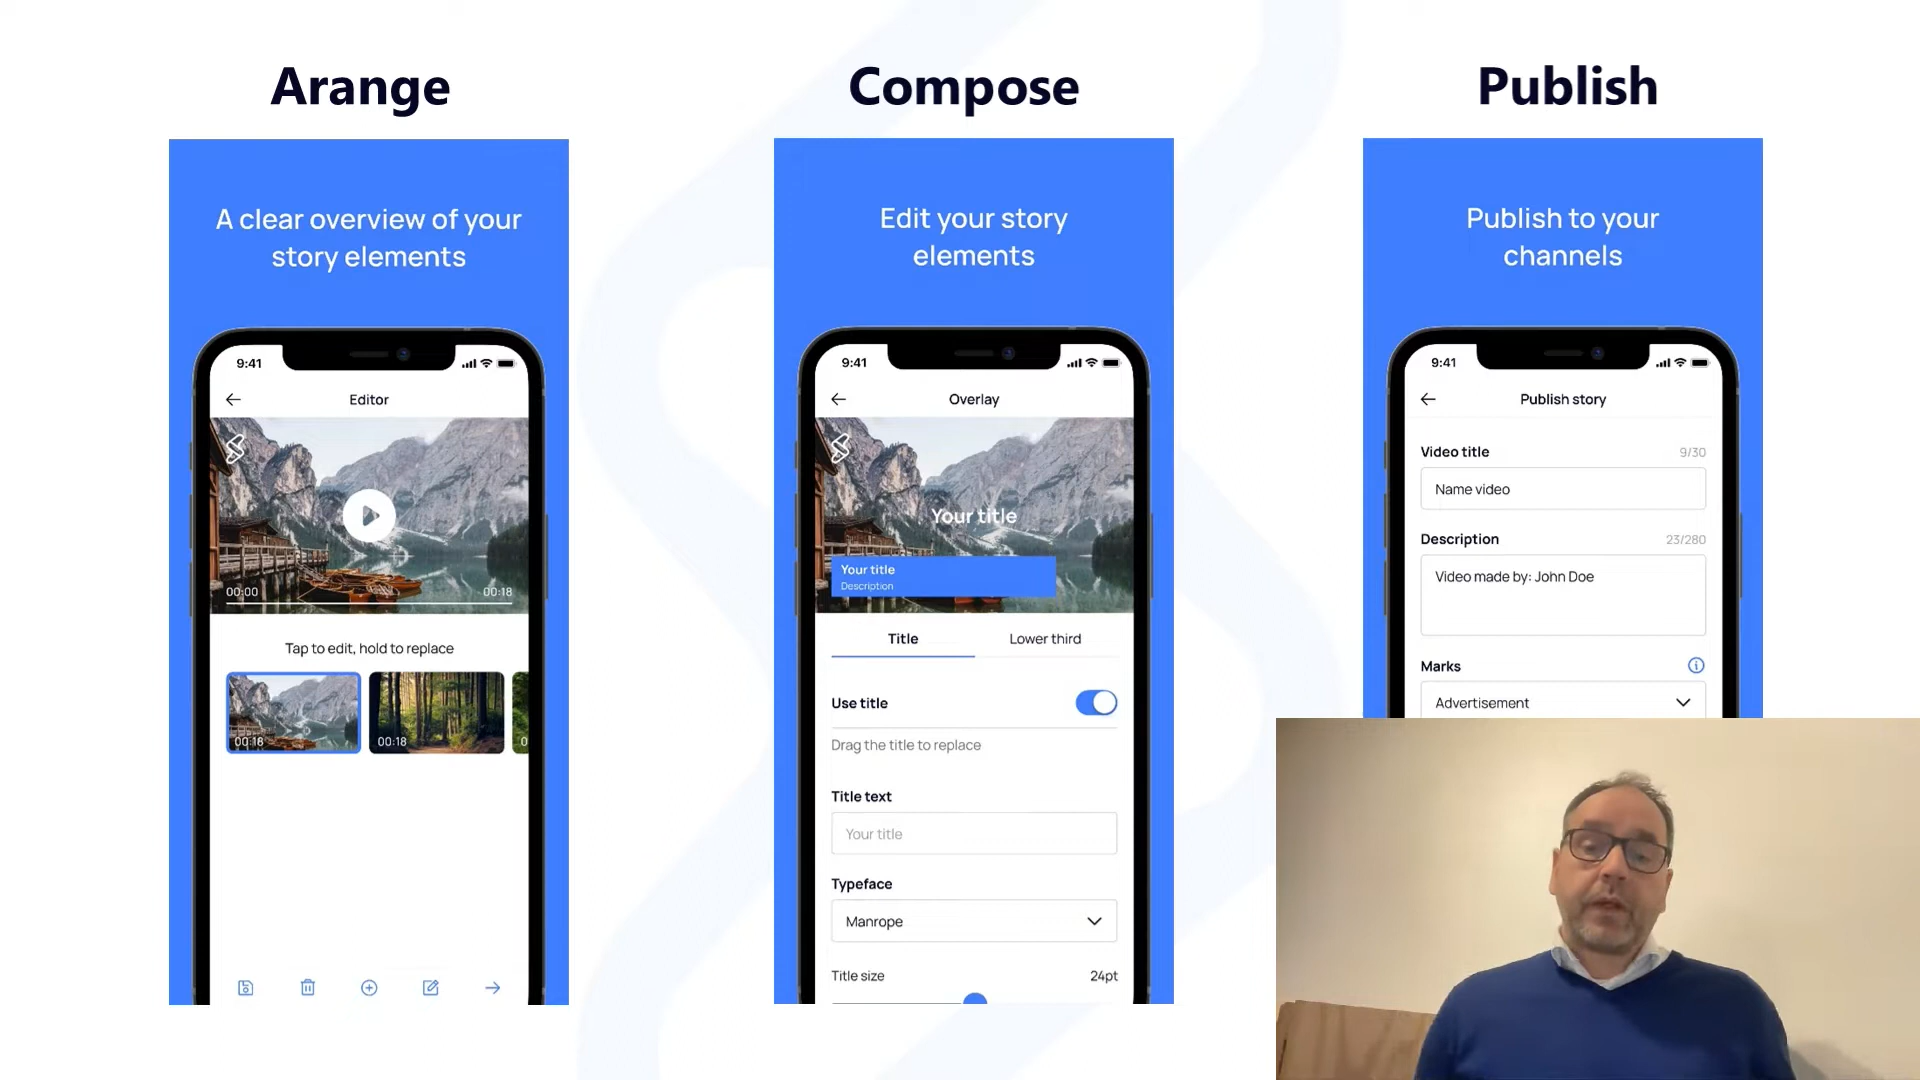 Arange
A clear overview of your
story elements
9:41
Editor
00:00
00:18
Tap to edit, hold to replace
00:18
00:18
0
Compose
Edit your story
elements
9:41
Overlay
Your title
Your title
Description
Title
Lower third
Use title
Drag the title to replace
Title text
Your title
Typeface
Manrope
Title size
24pt
Publish
Publish to your
channels
9:41
Publish story
Video title
9/30
Name video
Description
23/280
Video made by: John Doe
Marks
Advertisement